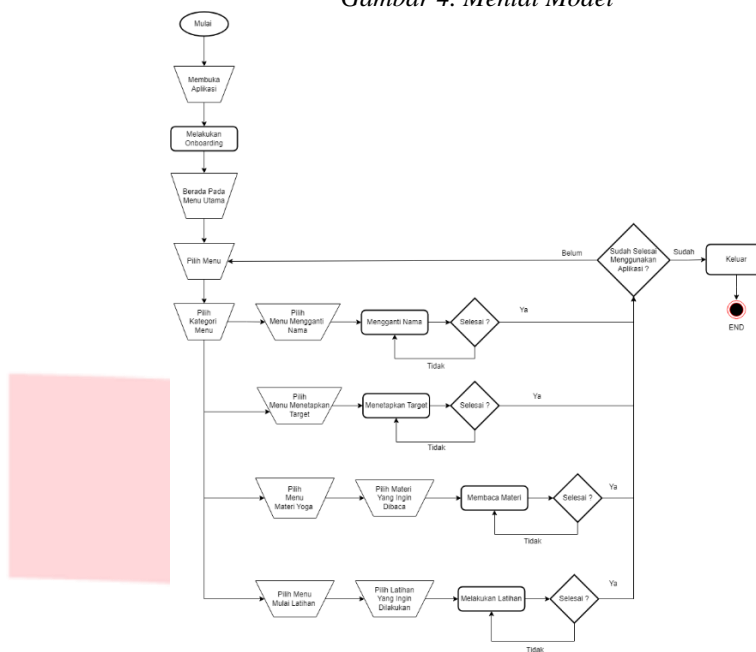 Gambar 4. Mental Model
Mulai
Membuka
Aplikasi
Melakukan
Onboarding
Berada Pada
Menu Utama
Pilih Menu
Belum
Sudah Selesai
Menggunakan
Aplikasi ?
Sudah
Keluar
END
Pilih
Kategori
Menu
Pilih
Menu Mengganti
Nama
Mengganti Nama
Selesai ?
Ya
Tidak
Pilih
Menu Menetapkan
Target
Menetapkan Target
Selesai ?
Ya
Tidak
Pilih
Menu
Materi Yoga
Pilih Materi
Yang Ingin
Dibaca
Membaca Materi
Selesai ?
Ya
Tidak
Pilih Menu
Mulai Latihan
Pilih Latihan
Yang Ingin
Dilakukan
Melakukan Latihan
Selesai ?
Ya
Tidak